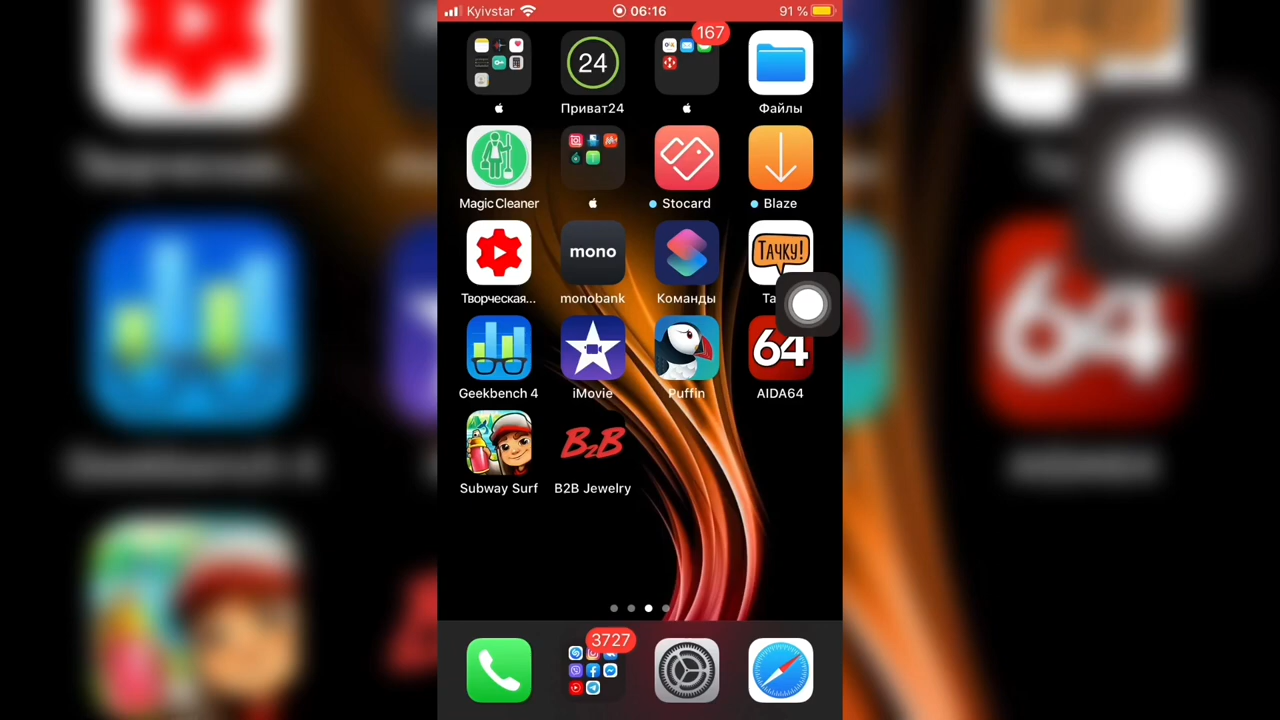 Kyivstar 06:16 91 %
167
24
Приват24 Файлы
Magic Cleaner Stocard Blaze
mono ТАЧКУ!
Творческая... monobank Команды Та
64
Geekbench 4 iMovie Puffin AIDA64
B2B
Subway Surf B2B Jewelry
3727